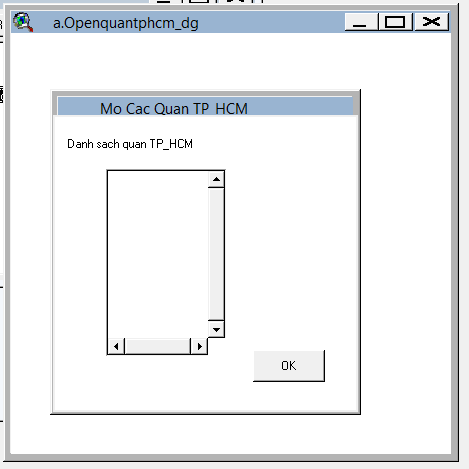 a.Openquantphcm_dg
Mo Cac Quan TP_HCM
Danh sach quan TP_HCM
OK